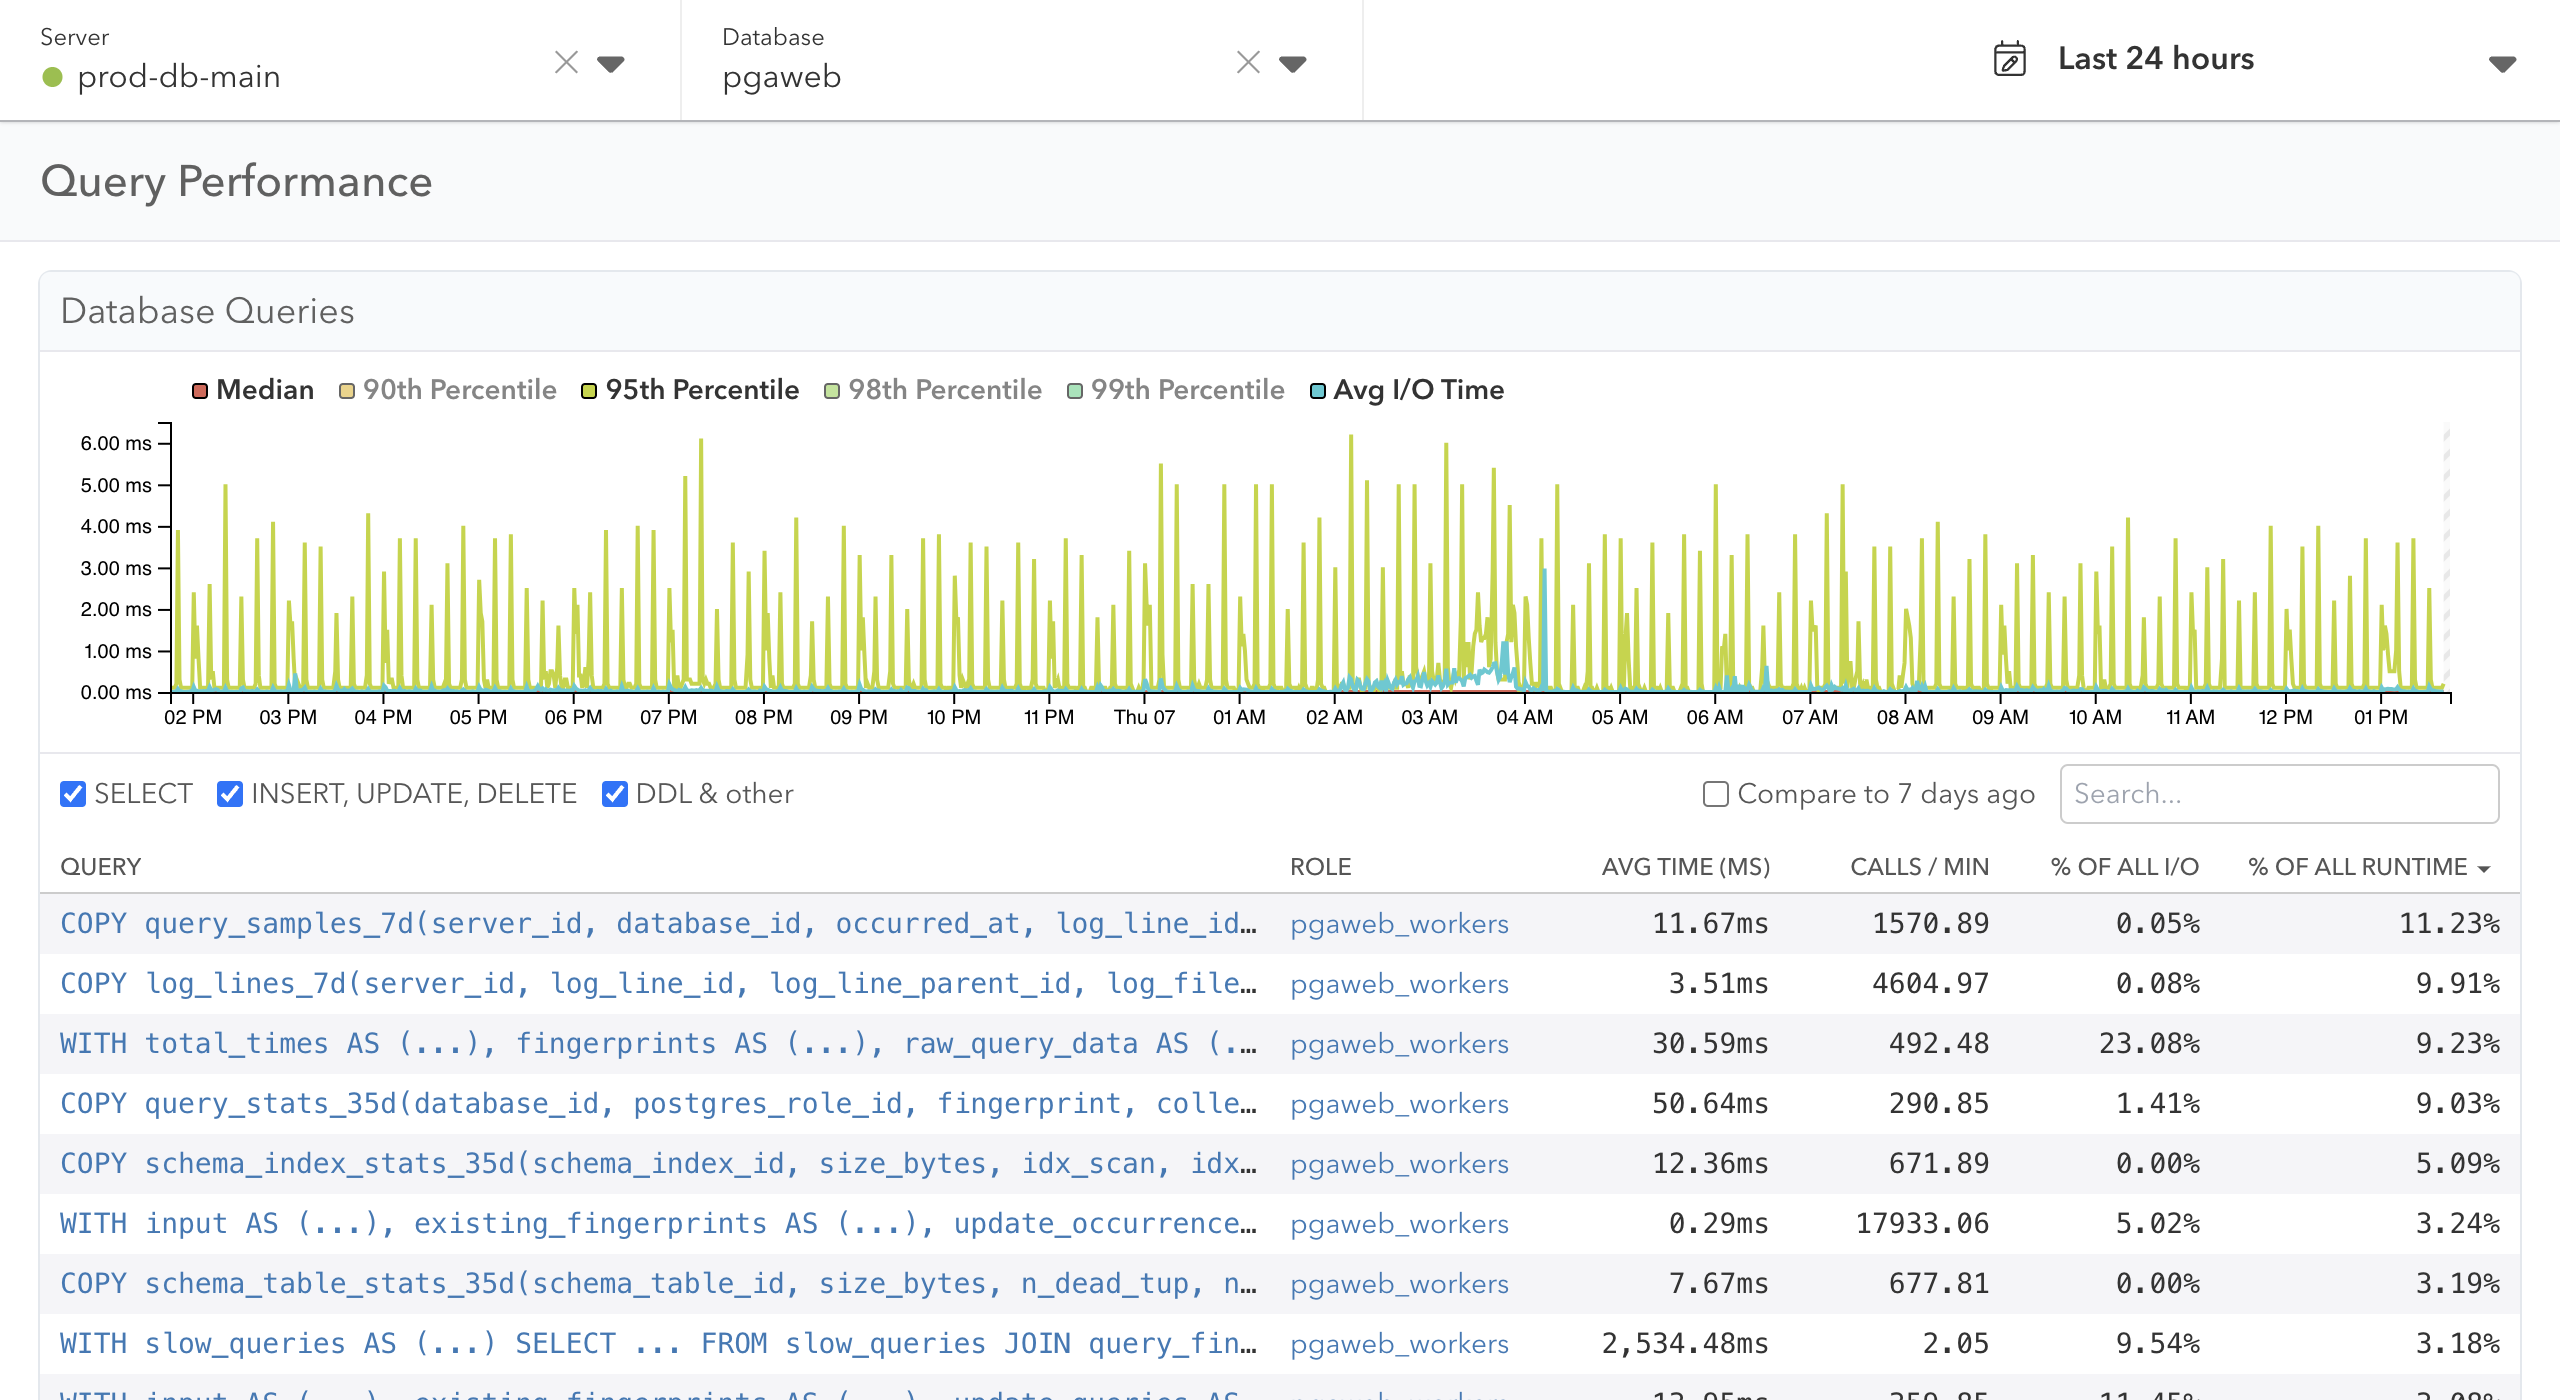 Server
prod-db-main
Database
pgaweb
Last 24 hours
Query Performance
Database Queries
Median 90th Percentile 95th Percentile 98th Percentile 99th Percentile Avg I/O Time
6.00 ms
5.00 ms
4.00 ms
3.00 ms
2.00 ms
1.00 ms
0.00 ms
02 PM 03 PM 04 PM 05 PM 06 PM 07 PM 08 PM 09 PM 10 PM 11 PM Thu 07 01 AM 02 AM 03 AM 04 AM 05 AM 06 AM 07 AM 08 AM 09 AM 10 AM 11 AM 12 PM 01 PM
SELECT INSERT, UPDATE, DELETE DDL & other Compare to 7 days ago Search...
QUERY ROLE AVG TIME (MS) CALLS / MIN % OF ALL I/O % OF ALL RUNTIME
COPY query_samples_7d(server_id, database_id, occurred_at, log_line_id… pgaweb_workers 11.67ms 1570.89 0.05% 11.23%
COPY log_lines_7d(server_id, log_line_id, log_line_parent_id, log_file… pgaweb_workers 3.51ms 4604.97 0.08% 9.91%
WITH total_times AS (...), fingerprints AS (...), raw_query_data AS (.… pgaweb_workers 30.59ms 492.48 23.08% 9.23%
COPY query_stats_35d(database_id, postgres_role_id, fingerprint, colle… pgaweb_workers 50.64ms 290.85 1.41% 9.03%
COPY schema_index_stats_35d(schema_index_id, size_bytes, idx_scan, idx… pgaweb_workers 12.36ms 671.89 0.00% 5.09%
WITH input AS (...), existing_fingerprints AS (...), update_occurrence… pgaweb_workers 0.29ms 17933.06 5.02% 3.24%
COPY schema_table_stats_35d(schema_table_id, size_bytes, n_dead_tup, n… pgaweb_workers 7.67ms 677.81 0.00% 3.19%
WITH slow_queries AS (...) SELECT ... FROM slow_queries JOIN query_fin… pgaweb_workers 2,534.48ms 2.05 9.54% 3.18%
WITH input AS (...), existing_fingerprints AS (...), update_queries AS